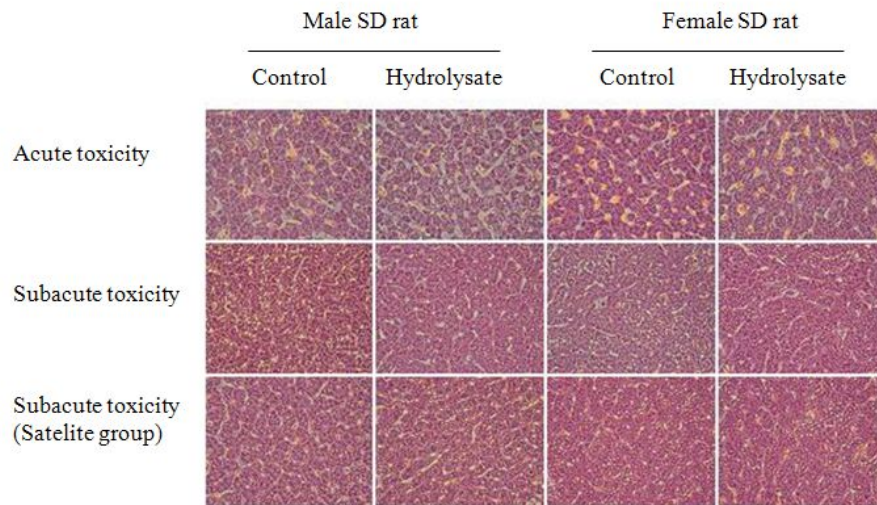 Male SD rat Female SD rat
Control Hydrolysate Control Hydrolysate
Acute toxicity
Subacute toxicity
Subacute toxicity
(Satelite group)